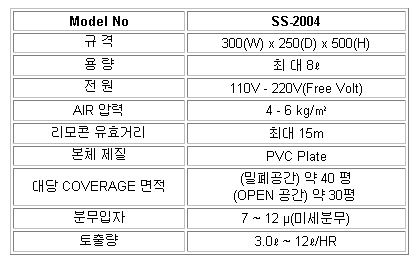 Model No SS-2004
규 격 300(W) x 250(D) x 500(H)
용 량 최 대 8ℓ
전 원 110V - 220V(Free Volt)
AIR 압력 4 - 6 kg/㎡
리모콘 유효거리 최대 15m
본체 제질 PVC Plate
대당 COVERAGE 면적 (밀폐공간) 약 40 평
(OPEN 공간) 약 30평
분무입자 7 ~ 12 μ(미세분무)
토출량 3.0ℓ ~ 12ℓ/HR